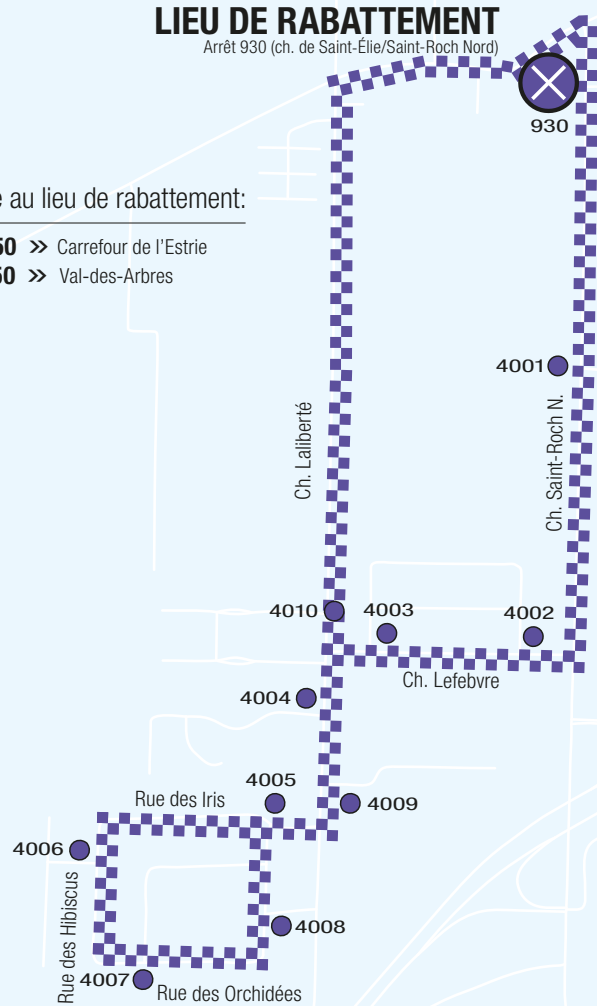 LIEU DE RABATTEMENT
Arrêt 930 (ch. de Saint-Élie/Saint-Roch Nord)
930
au lieu de rabattement:
50 >> Carrefour de l'Estrie
50 >> Val-des-Arbres
4001
Ch. Laliberté
Ch. Saint-Roch N.
4010
4003
4002
Ch. Lefebvre
4004
4005
Rue des Iris
4009
4006
Rue des Hibiscus
4008
4007
Rue des Orchidées